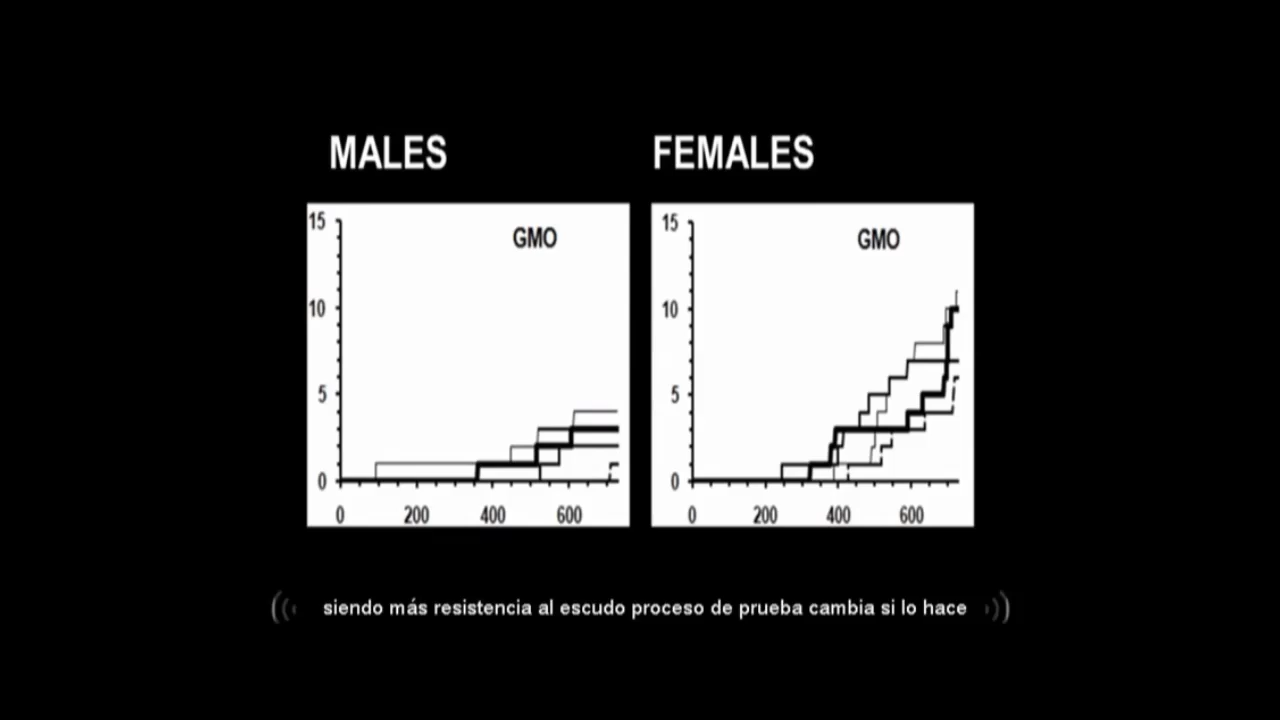 MALES
FEMALES
15
GMO
10
5
0
0 200 400 600
15
GMO
10
5
0
0 200 400 600
siendo más resistencia al escudo proceso de prueba cambia si lo hace